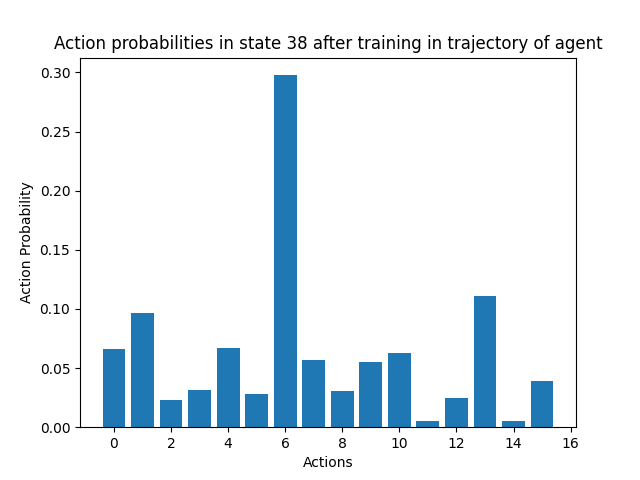 Action probabilities in state 38 after training in trajectory of agent
0.30
0.25
0.20
0.15
0.10
0.05
0.00
Action Probability
0 2 4 6 8 10 12 14 16
Actions